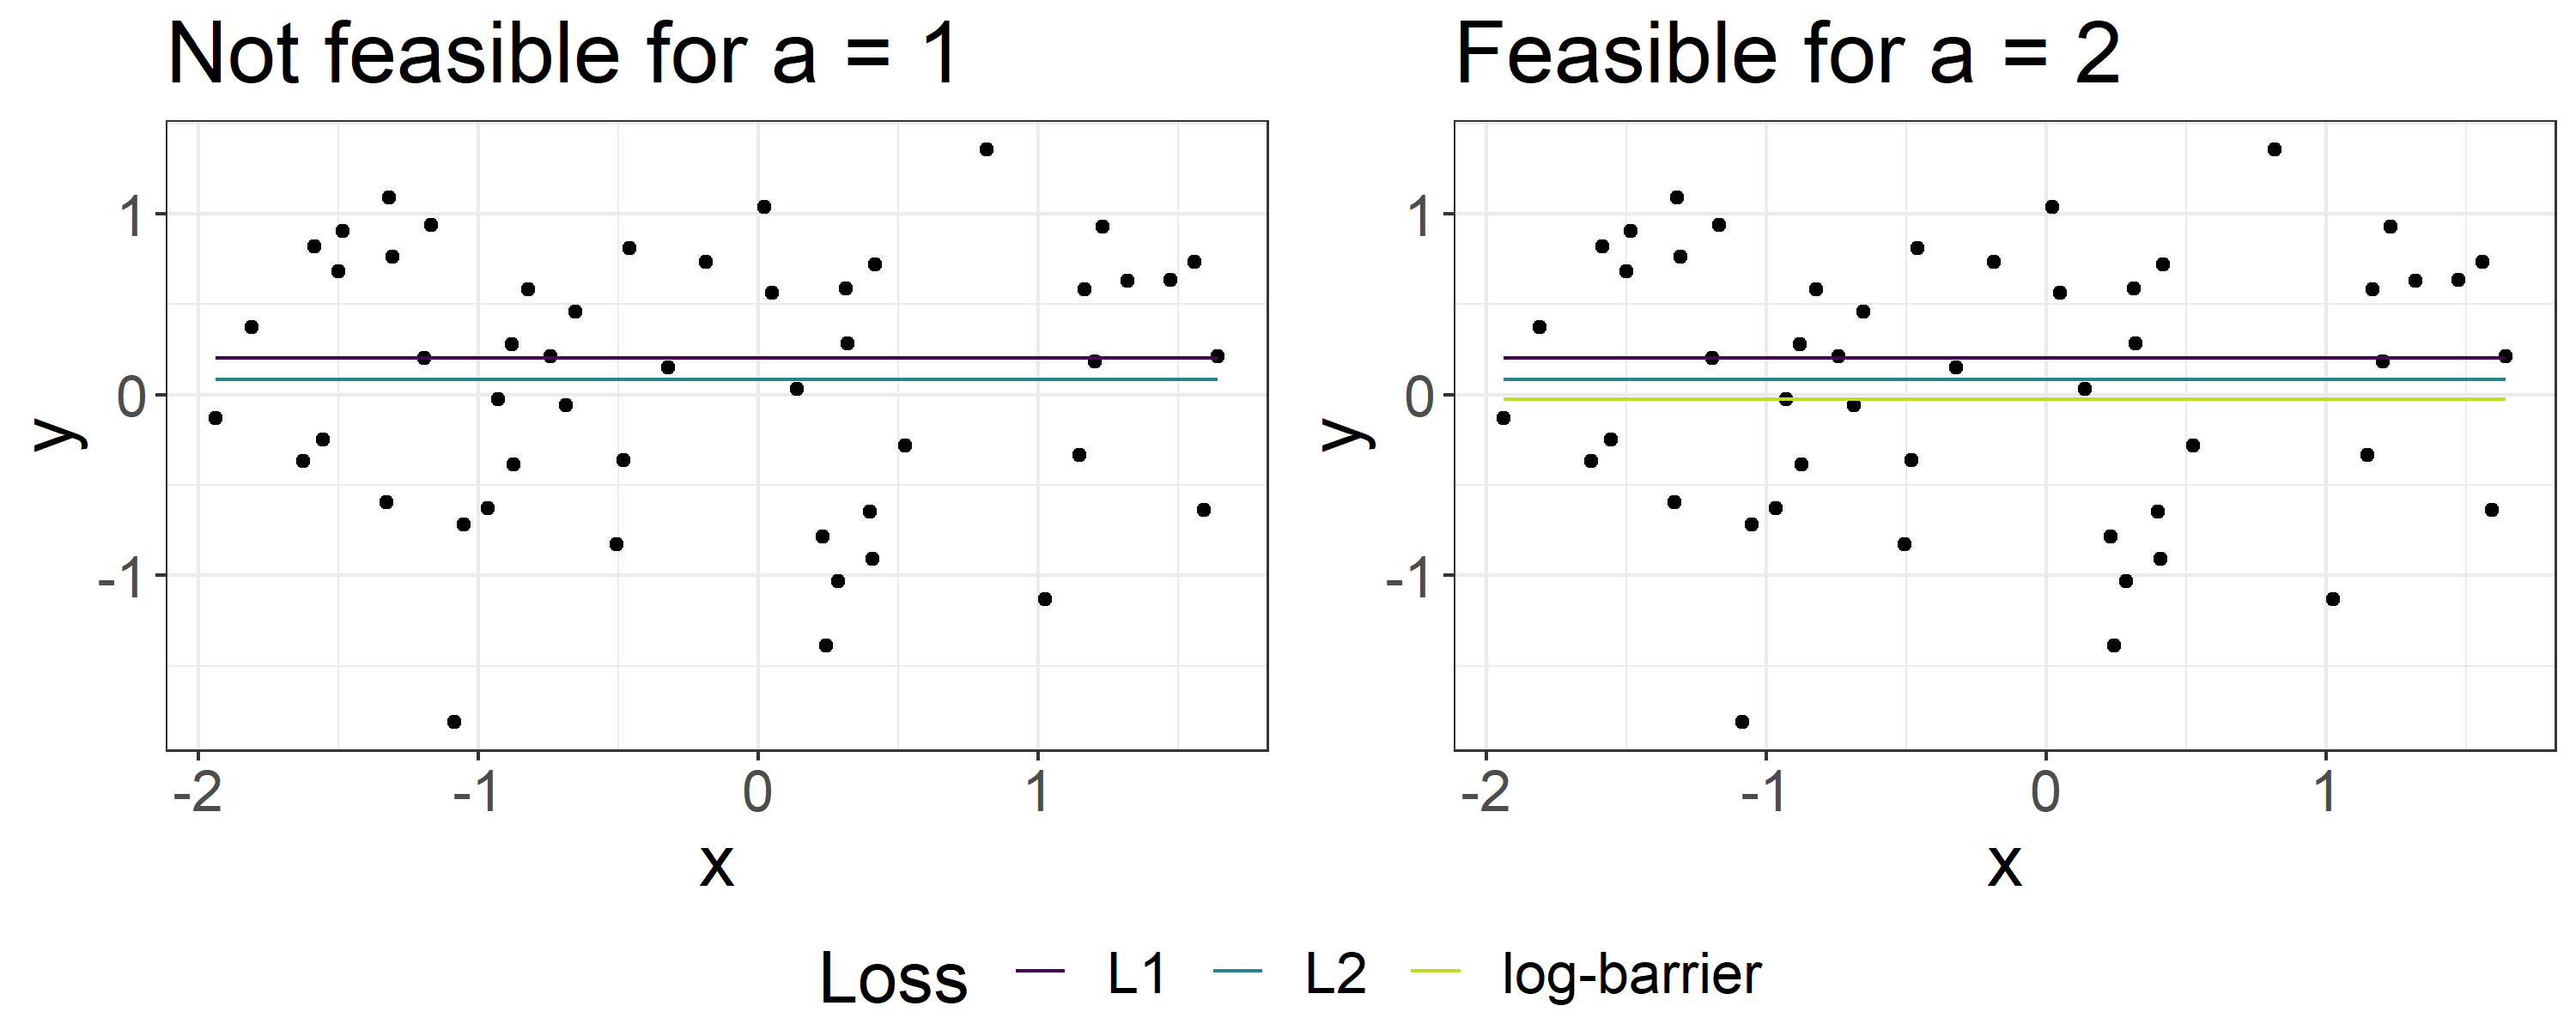 Not feasible for a = 1
Feasible for a = 2
1
0
-1
y
-2 -1 0 1
x
1
0
-1
y
-2 -1 0 1
x
Loss L1 L2 log-barrier